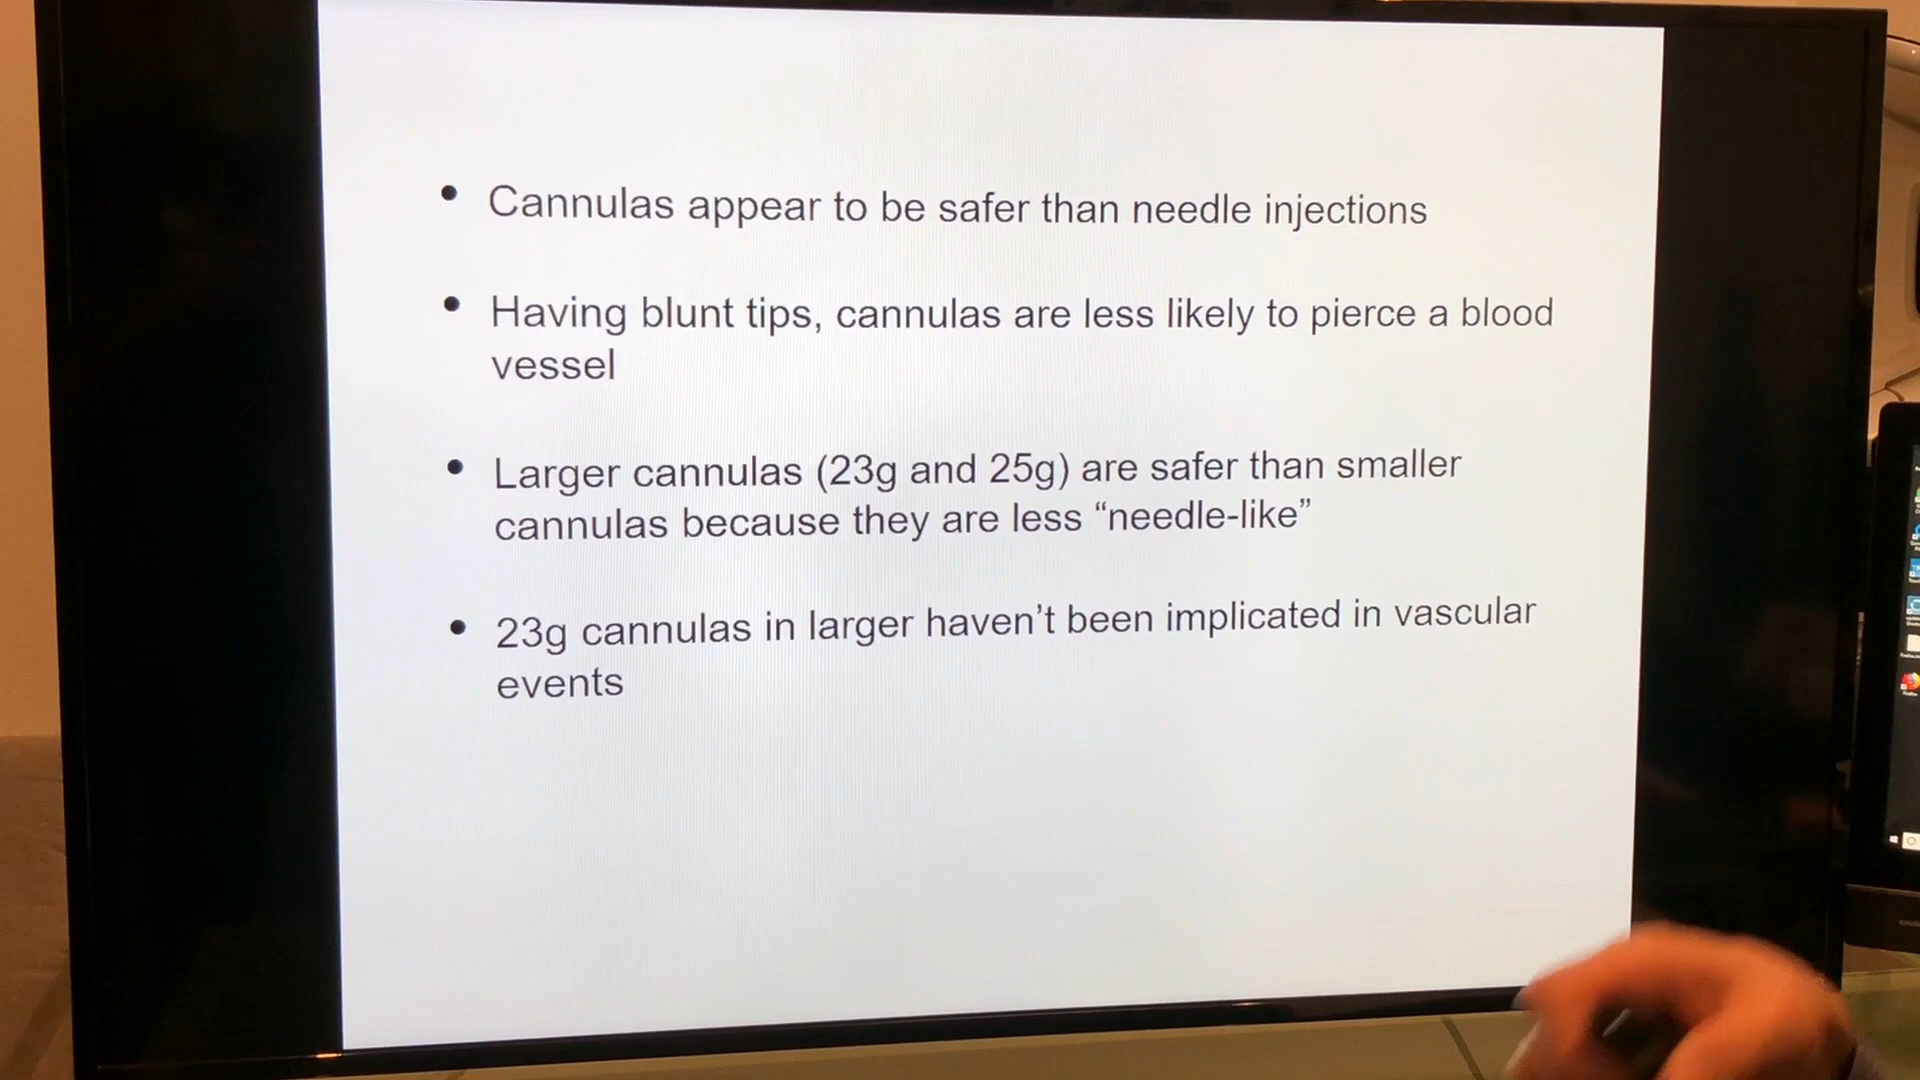 • Cannulas appear to be safer than needle injections
• Having blunt tips, cannulas are less likely to pierce a blood
vessel
• Larger cannulas (23g and 25g) are safer than smaller
cannulas because they are less “needle-like”
• 23g cannulas in larger haven’t been implicated in vascular
events